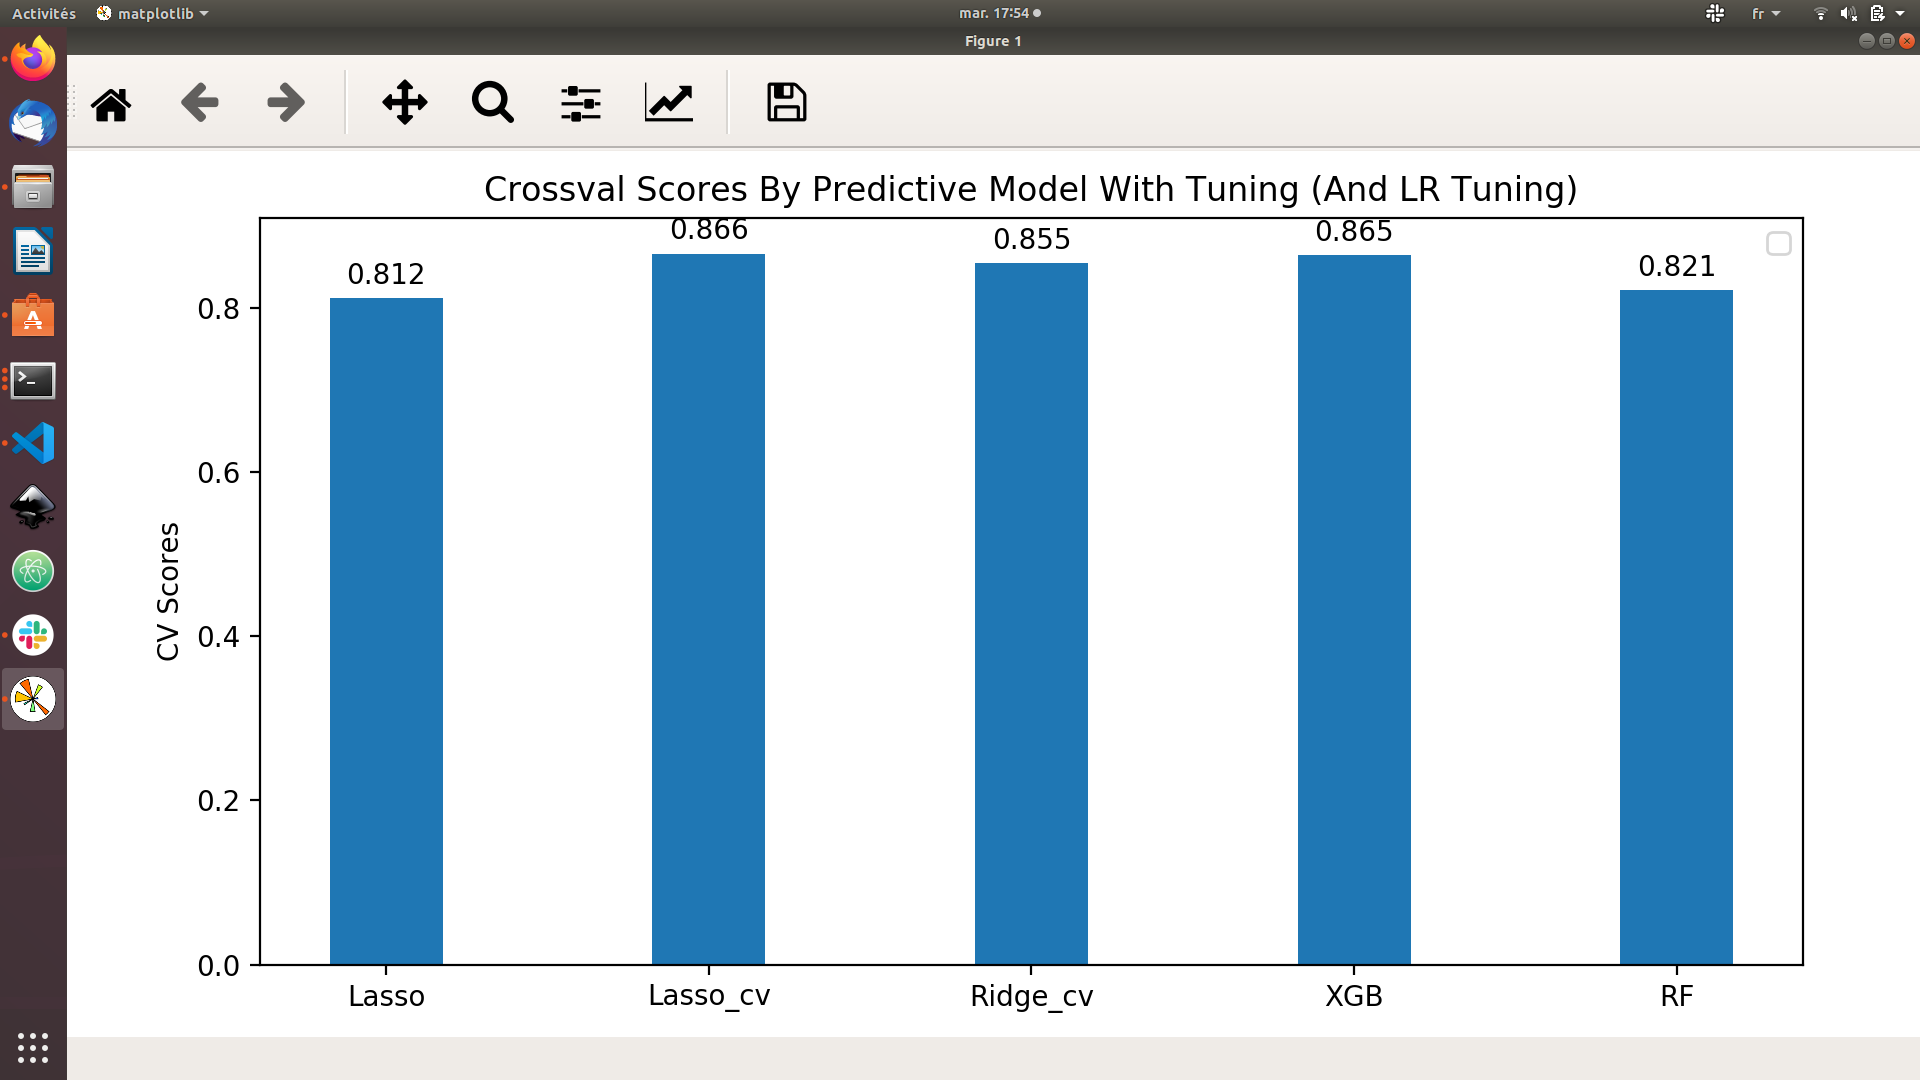 Activités matplotlib mar. 17:54 fr
Figure 1
Crossval Scores By Predictive Model With Tuning (And LR Tuning)
0.812 0.866 0.855 0.865 0.821
0.8
0.6
0.4
0.2
0.0
CV Scores
Lasso Lasso_cv Ridge_cv XGB RF